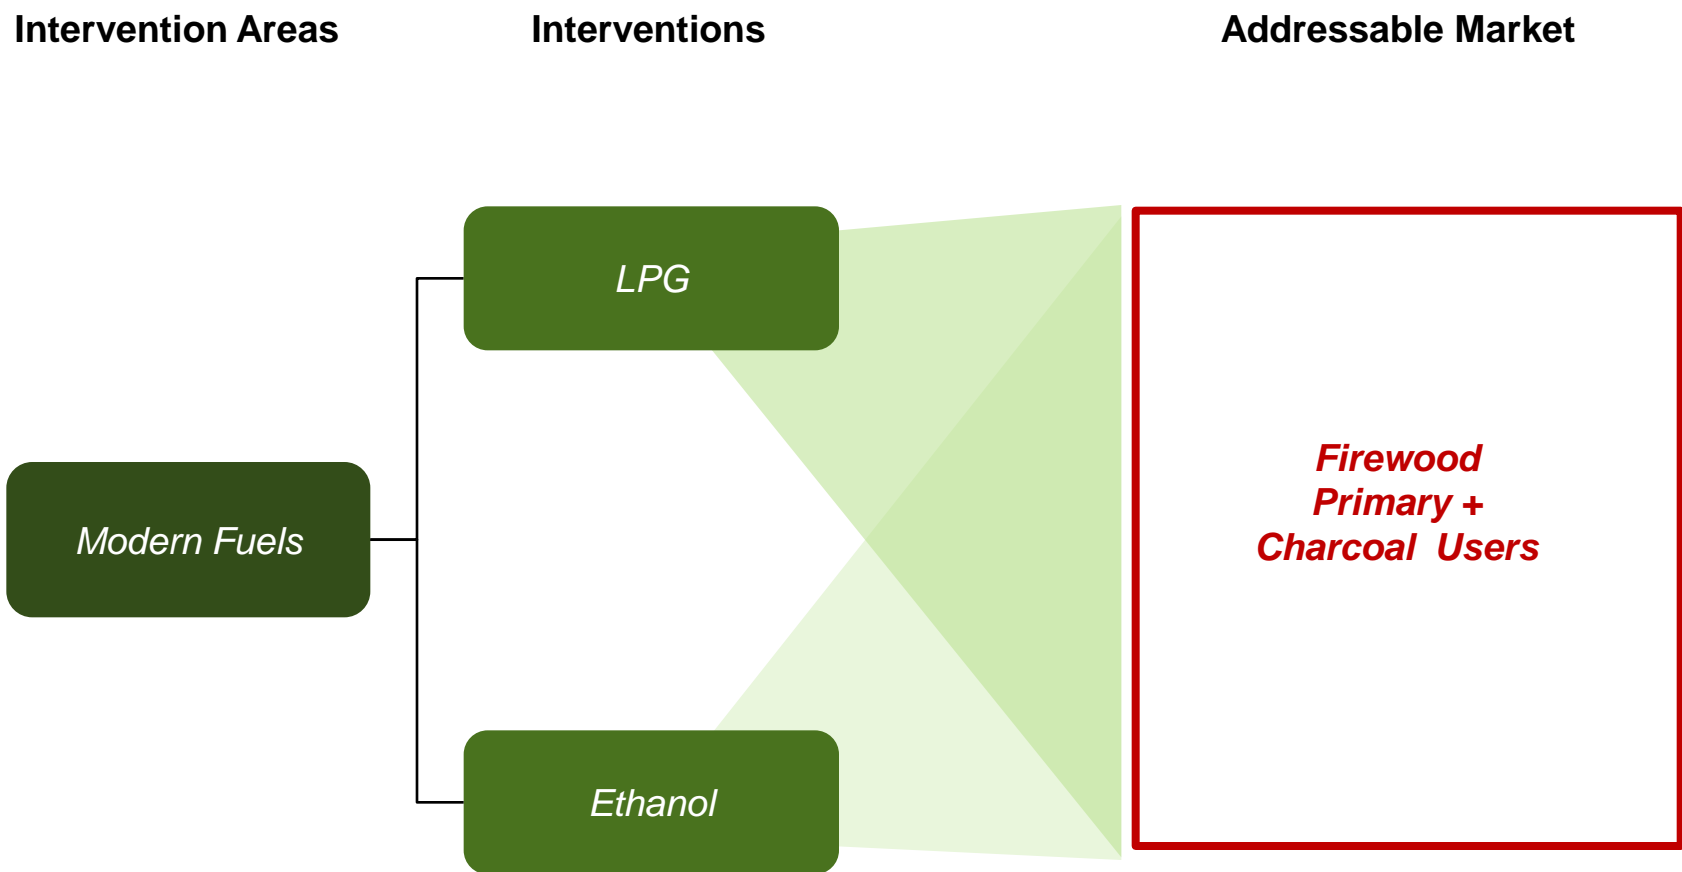 Intervention Areas
Interventions
Addressable Market
LPG
Modern Fuels
Ethanol
Firewood
Primary +
Charcoal Users